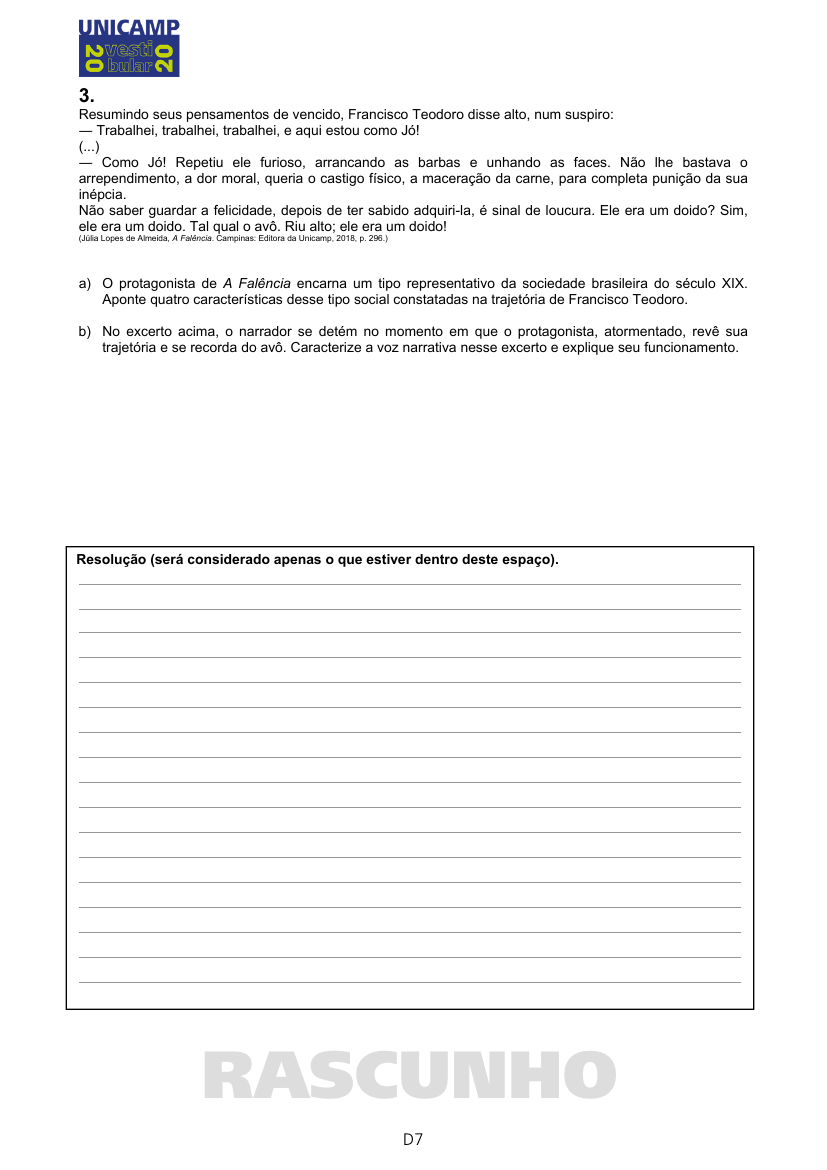 UNICAMP
20 vesti 20
bular
3.
Resumindo seus pensamentos de vencido, Francisco Teodoro disse alto, num suspiro:
— Trabalhei, trabalhei, trabalhei, e aqui estou como Jó!
(...)
— Como Jó! Repetiu ele furioso, arrancando as barbas e unhando as faces. Não lhe bastava o
arrependimento, a dor moral, queria o castigo físico, a maceração da carne, para completa punição da sua
inépcia.
Não saber guardar a felicidade, depois de ter sabido adquiri-la, é sinal de loucura. Ele era um doido? Sim,
ele era um doido. Tal qual o avô. Riu alto; ele era um doido!
(Júlia Lopes de Almeida, A Falência. Campinas: Editora da Unicamp, 2018, p. 296.)
a) O protagonista de A Falência encarna um tipo representativo da sociedade brasileira do século XIX.
Aponte quatro características desse tipo social constatadas na trajetória de Francisco Teodoro.
b) No excerto acima, o narrador se detém no momento em que o protagonista, atormentado, revê sua
trajetória e se recorda do avô. Caracterize a voz narrativa nesse excerto e explique seu funcionamento.
Resolução (será considerado apenas o que estiver dentro deste espaço).
RASCUNHO
D7